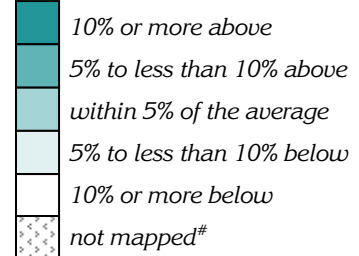 10% or more above
5% to less than 10% above
within 5% of the average
5% to less than 10% below
10% or more below
not mapped#